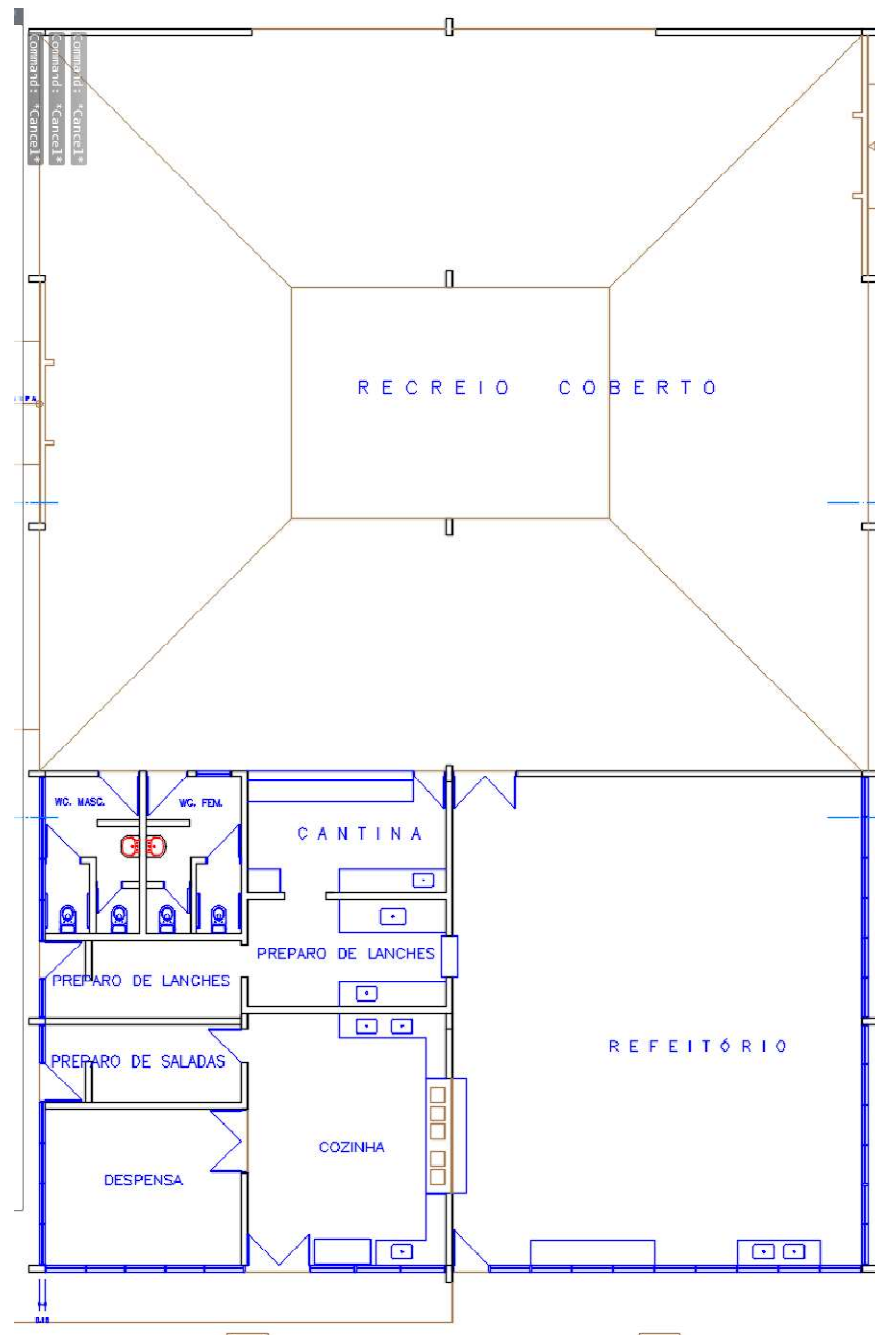 Command: *Cancel*
Command: *Cancel*
Command: *Cancel*
RECREIO COBERTO
WC. MASC.
WC. FEM.
CANTINA
PREPARO DE LANCHES
PREPARO DE LANCHES
REFEITÓRIO
PREPARO DE SALADAS
COZINHA
DESPENSA